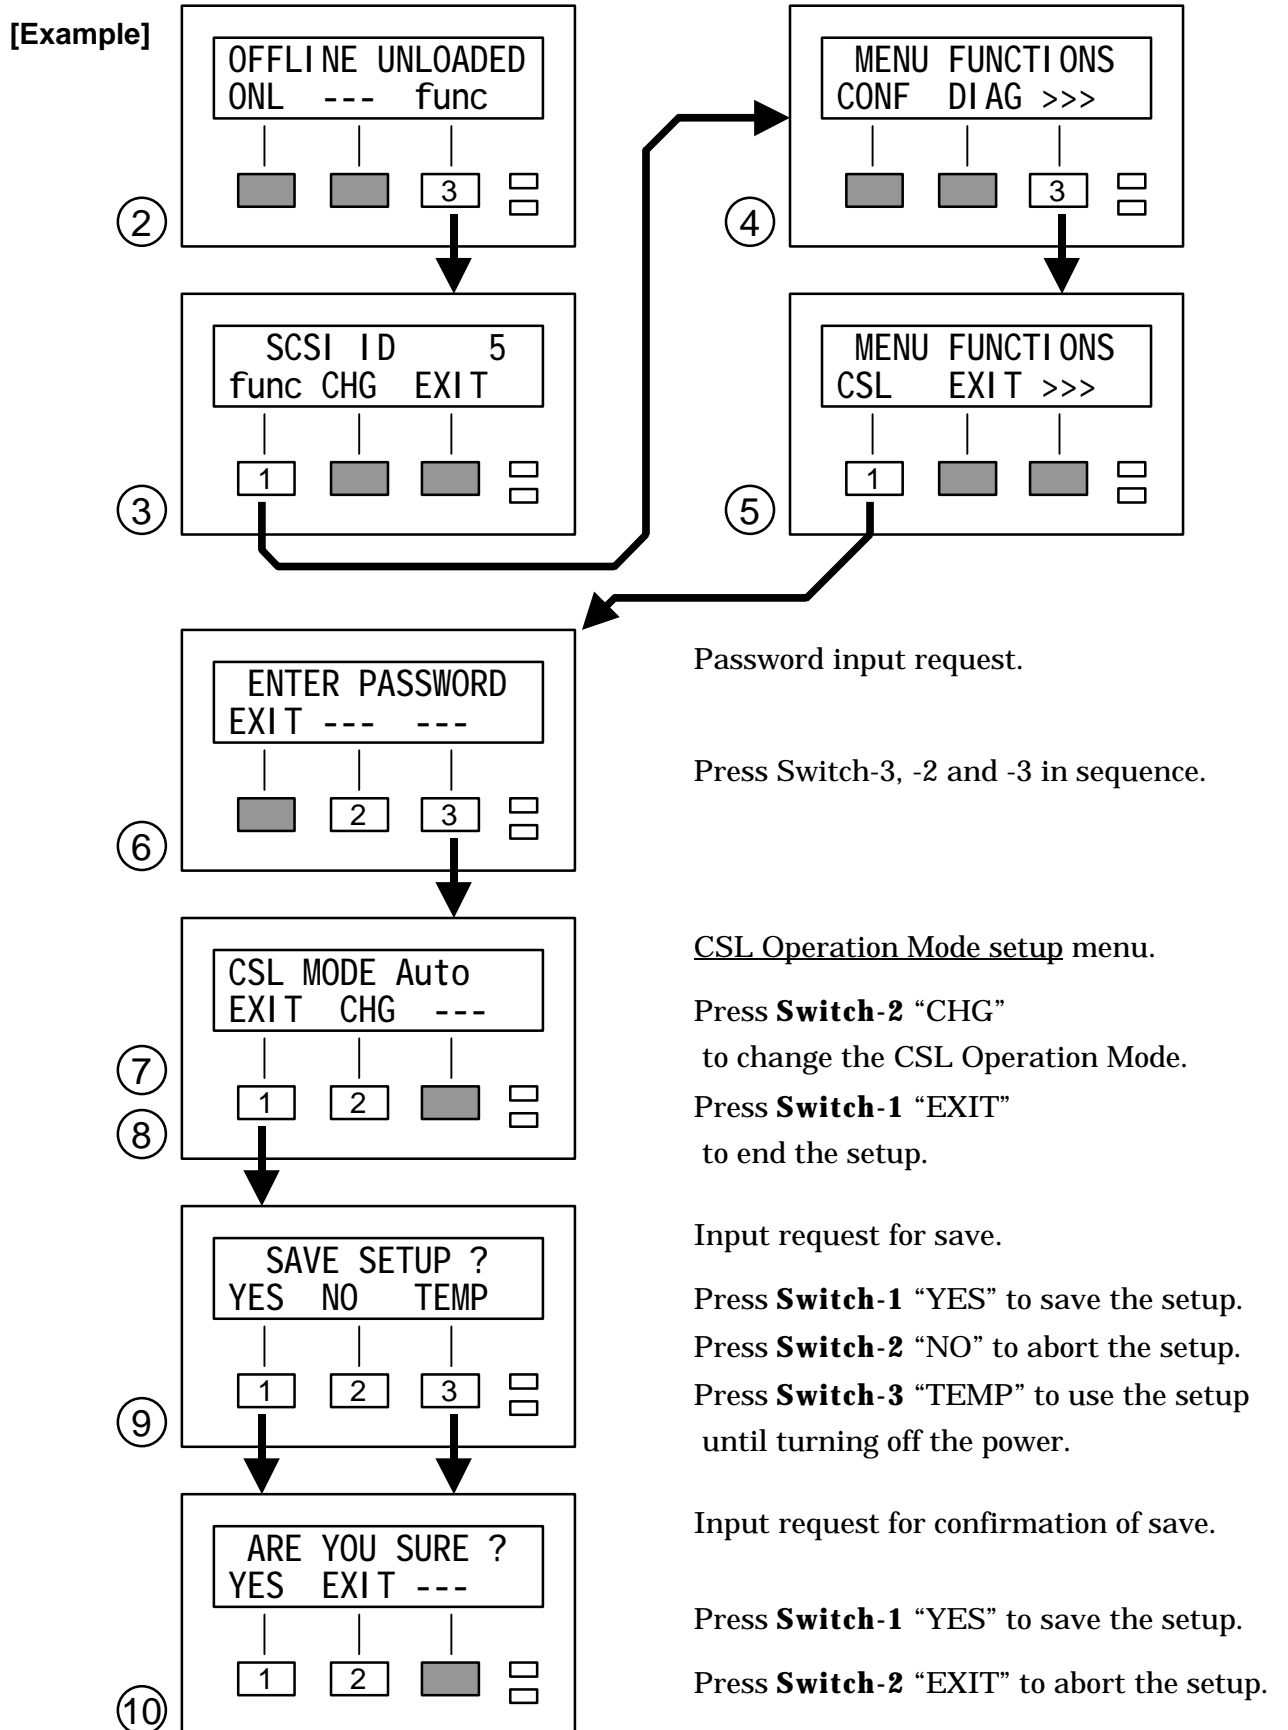 [Example]
OFFLINE UNLOADED
ONL --- func
3
2
SCSI ID 5
func CHG EXIT
1
3
MENU FUNCTIONS
CONF DIAG >>>
3
4
MENU FUNCTIONS
CSL EXIT >>>
1
5
ENTER PASSWORD
EXIT --- ---
2 3
6
Password input request.
Press Switch-3, -2 and -3 in sequence.
CSL MODE Auto
EXIT CHG ---
1 2
7
8
CSL Operation Mode setup menu.
Press Switch-2 “CHG”
to change the CSL Operation Mode.
Press Switch-1 “EXIT”
to end the setup.
SAVE SETUP ?
YES NO TEMP
1 2 3
9
Input request for save.
Press Switch-1 “YES” to save the setup.
Press Switch-2 “NO” to abort the setup.
Press Switch-3 “TEMP” to use the setup
until turning off the power.
ARE YOU SURE ?
YES EXIT ---
1 2
10
Input request for confirmation of save.
Press Switch-1 “YES” to save the setup.
Press Switch-2 “EXIT” to abort the setup.